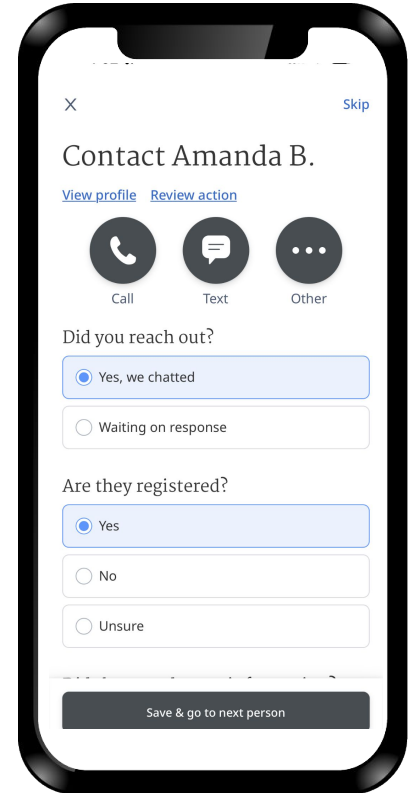 X
Skip
Contact Amanda B.
View profile Review action
Call Text Other
Did you reach out?
Yes, we chatted
Waiting on response
Are they registered?
Yes
No
Unsure
Save & go to next person